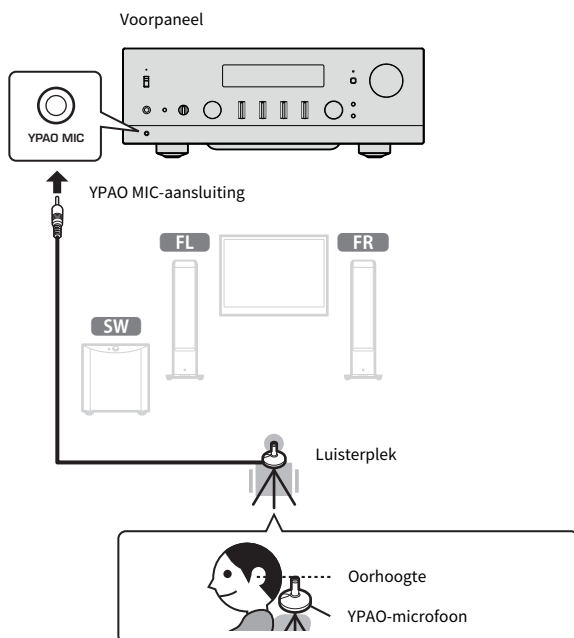 Voorpaneel
YPAO MIC
YPAO MIC-aansluiting
FL
FR
SW
Luisterplek
Oorhoogte
YPAO-microfoon